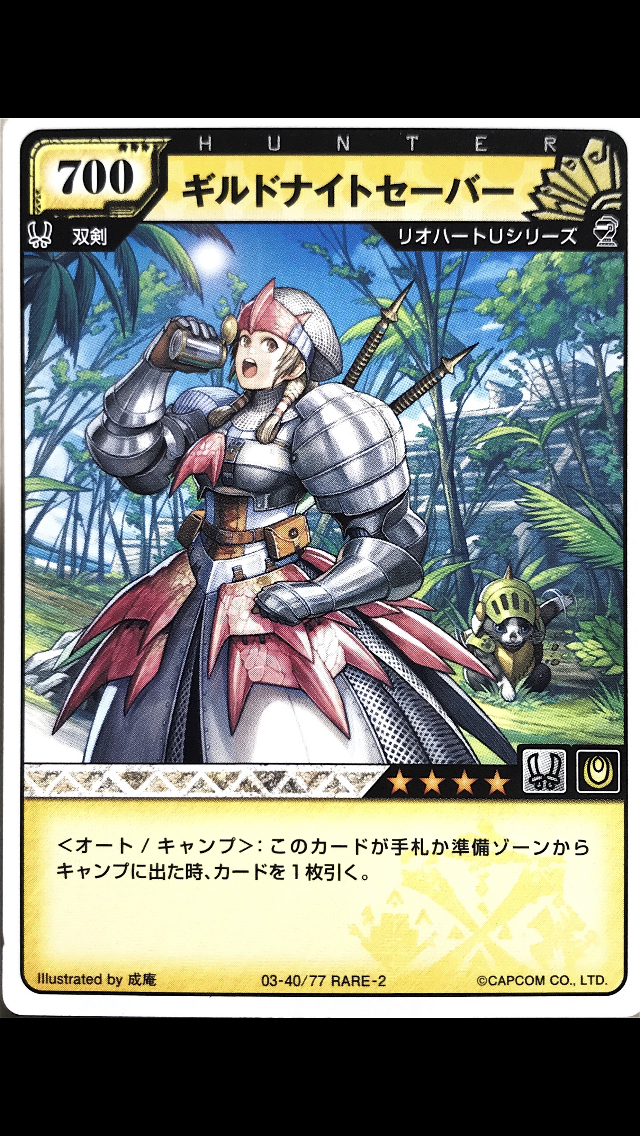 HUNTER
700
ギルドナイトセーバー
双剣
リオハートUシリーズ
＜オート / キャンプ＞：このカードが手札か準備ゾーンから
キャンプに出た時、カードを１枚引く。
Illustrated by 成庵
03-40/77 RARE-2
©CAPCOM CO., LTD.